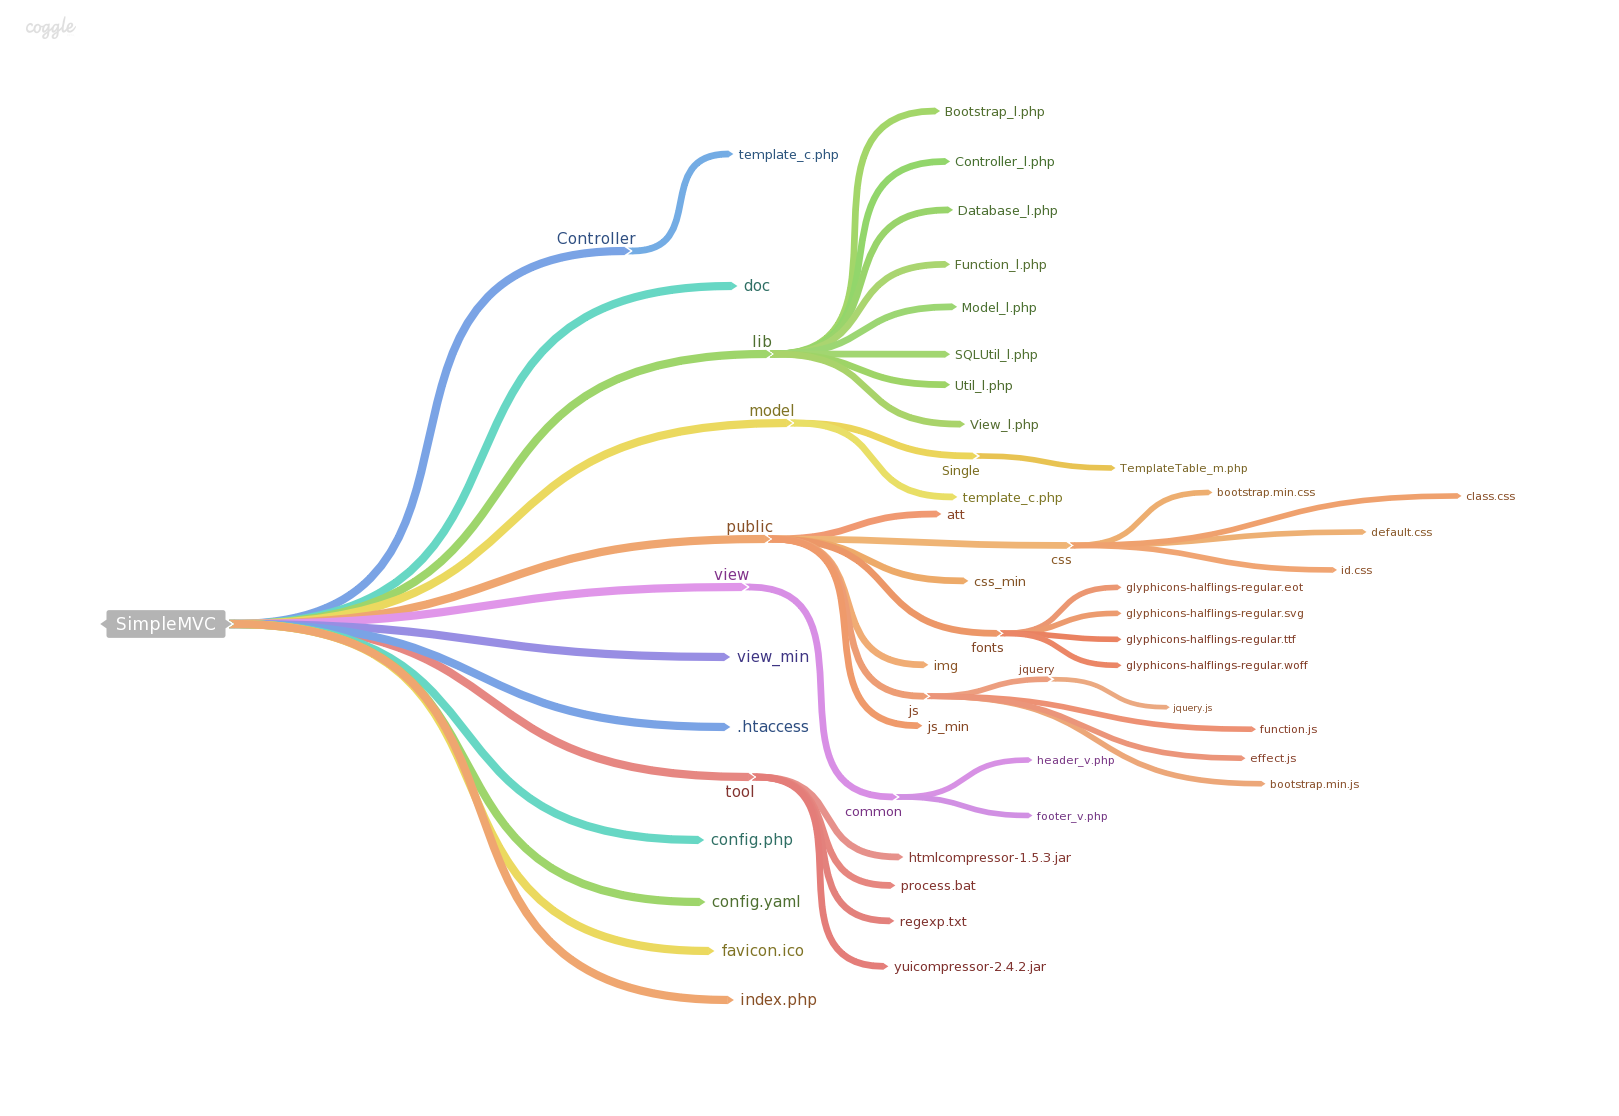 coggle
SimpleMVC
Controller
template_c.php
doc
lib
Bootstrap_l.php
Controller_l.php
Database_l.php
Function_l.php
Model_l.php
SQLUtil_l.php
Util_l.php
View_l.php
model
Single
TemplateTable_m.php
template_c.php
public
att
css
bootstrap.min.css
class.css
default.css
id.css
css_min
fonts
glyphicons-halflings-regular.eot
glyphicons-halflings-regular.svg
glyphicons-halflings-regular.ttf
glyphicons-halflings-regular.woff
img
js
jquery
jquery.js
function.js
effect.js
bootstrap.min.js
js_min
view
common
header_v.php
footer_v.php
view_min
.htaccess
tool
htmlcompressor-1.5.3.jar
process.bat
regexp.txt
yuicompressor-2.4.2.jar
config.php
config.yaml
favicon.ico
index.php